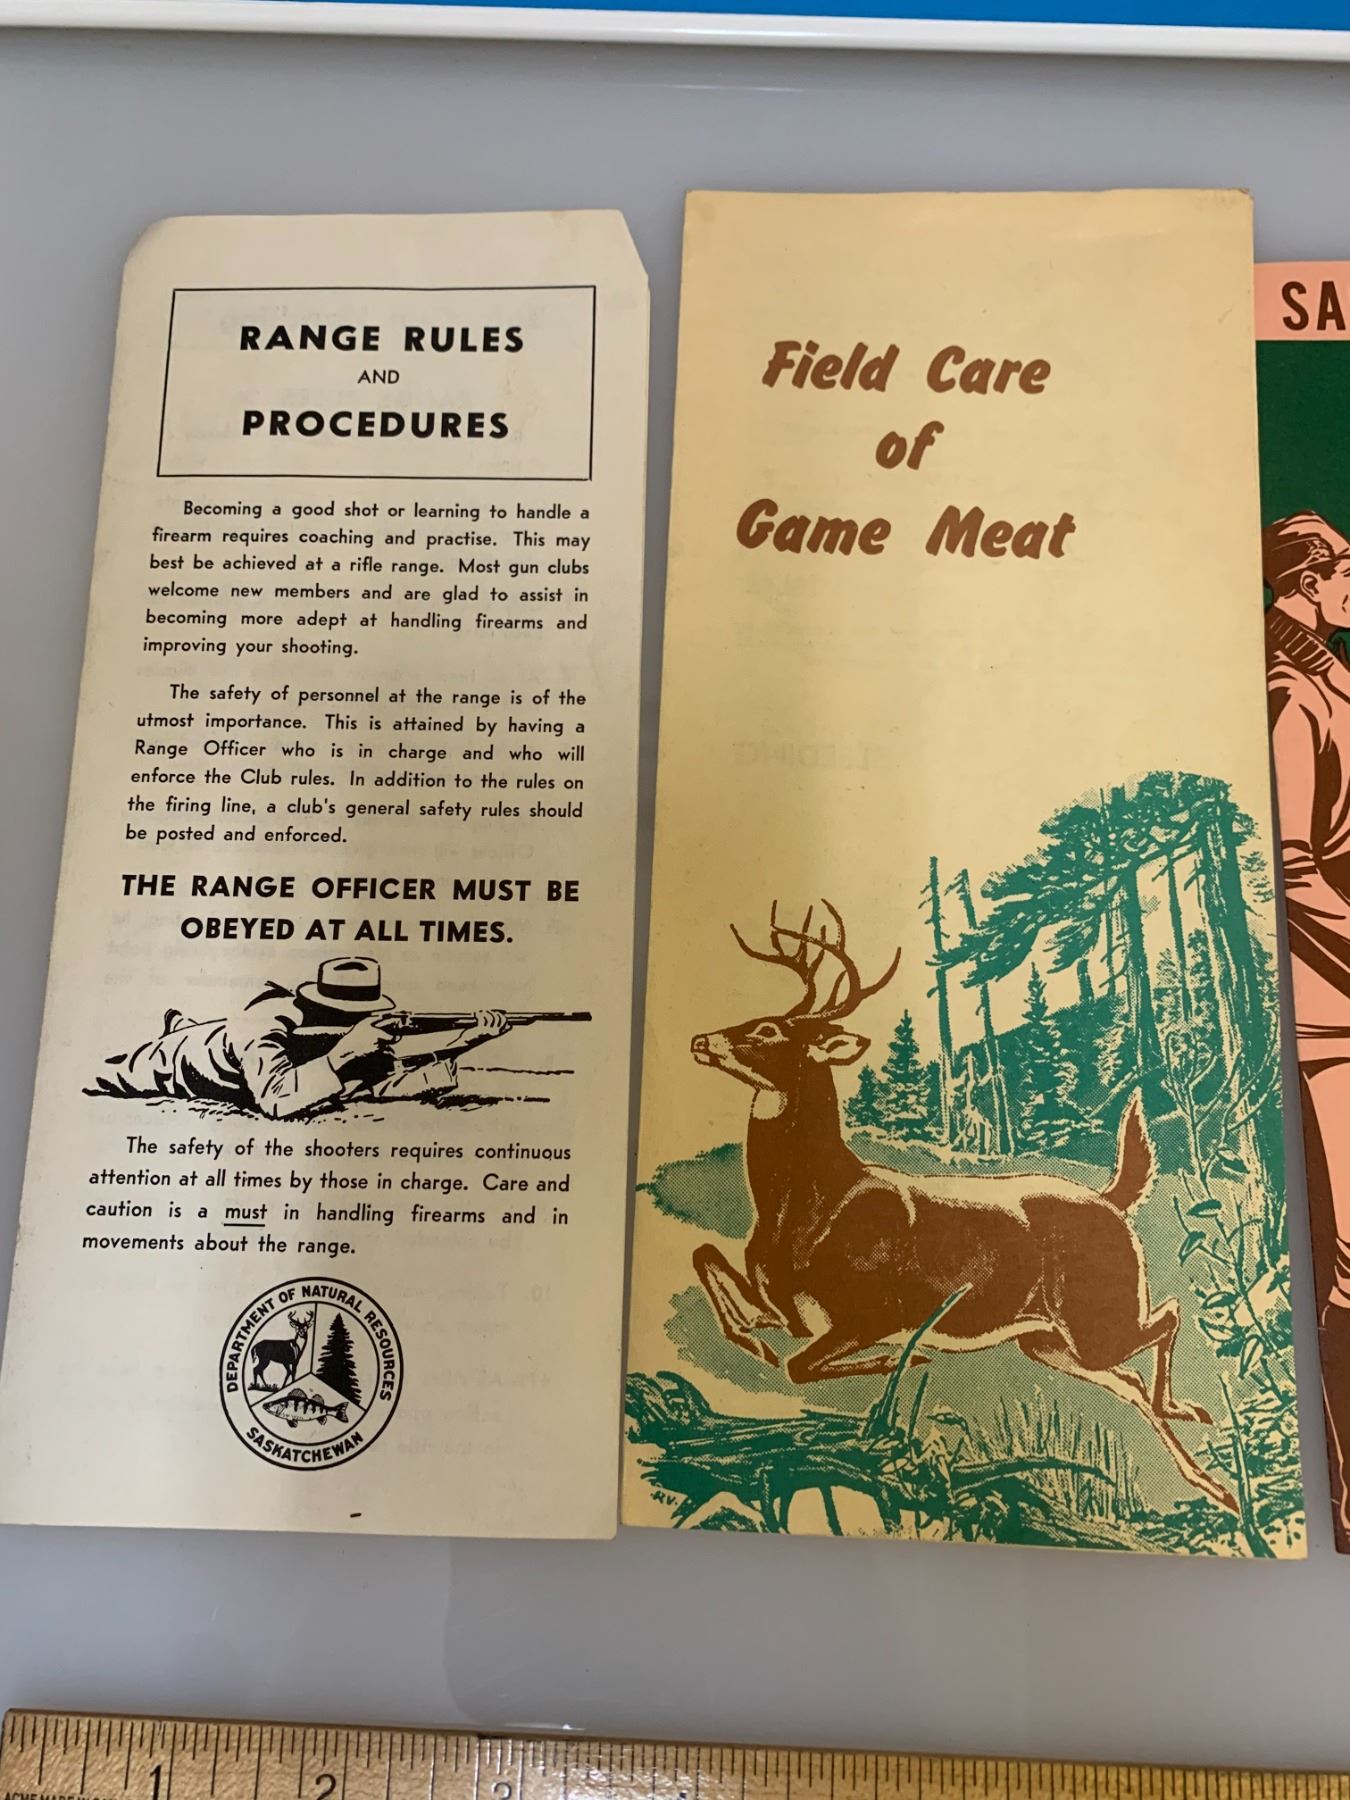 RANGE RULES
AND
PROCEDURES
Becoming a good shot or learning to handle a
firearm requires coaching and practise. This may
best be achieved at a rifle range. Most gun clubs
welcome new members and are glad to assist in
becoming more adept at handling firearms and
improving your shooting.
The safety of personnel at the range is of the
utmost importance. This is attained by having a
Range Officer who is in charge and who will
enforce the Club rules. In addition to the rules on
the firing line, a club's general safety rules should
be posted and enforced.
THE RANGE OFFICER MUST BE
OBEYED AT ALL TIMES.
The safety of the shooters requires continuous
attention at all times by those in charge. Care and
caution is a must in handling firearms and in
movements about the range.
DEPARTMENT OF NATURAL RESOURCES
SASKATCHEWAN
Field Care
of
Game Meat
RV.
SA
1 2 3